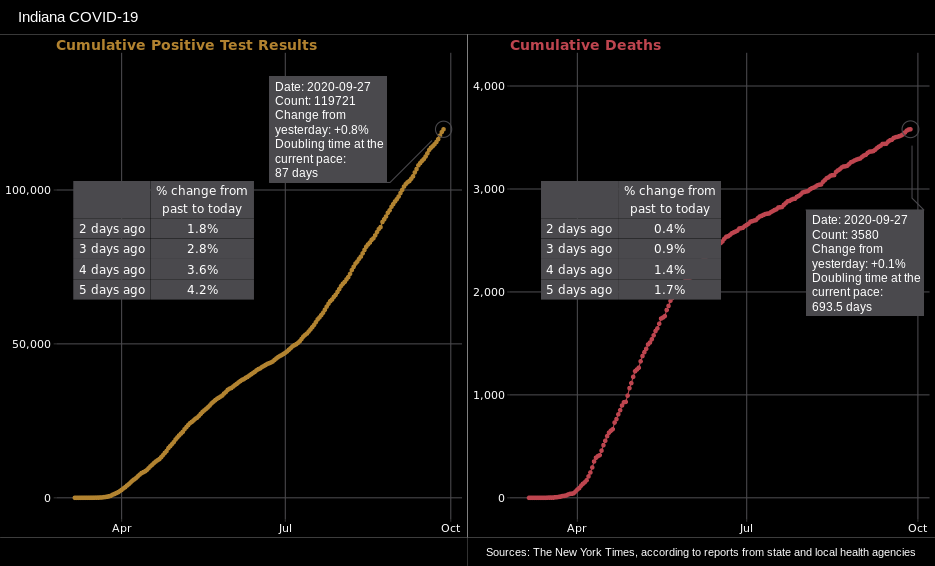 Indiana COVID-19
Cumulative Positive Test Results
Date: 2020-09-27
Count: 119721
Change from
yesterday: +0.8%
Doubling time at the
current pace:
87 days
100,000
50,000
0
% change from
past to today
2 days ago 1.8%
3 days ago 2.8%
4 days ago 3.6%
5 days ago 4.2%
Apr Jul Oct
Cumulative Deaths
4,000
3,000
2,000
1,000
0
% change from
past to today
2 days ago 0.4%
3 days ago 0.9%
4 days ago 1.4%
5 days ago 1.7%
Date: 2020-09-27
Count: 3580
Change from
yesterday: +0.1%
Doubling time at the
current pace:
693.5 days
Apr Jul Oct
Sources: The New York Times, according to reports from state and local health agencies